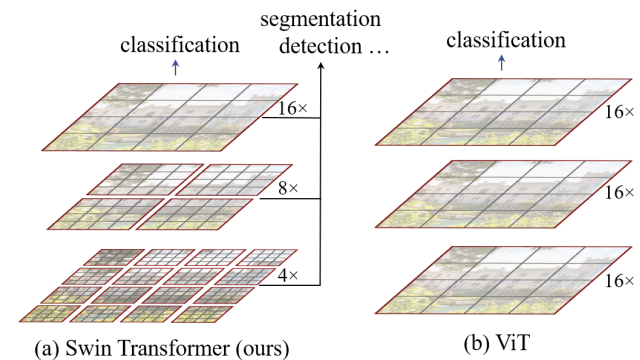 classification
segmentation
detection ...
classification
16×
8×
4×
16×
16×
16×
(a) Swin Transformer (ours)
(b) ViT